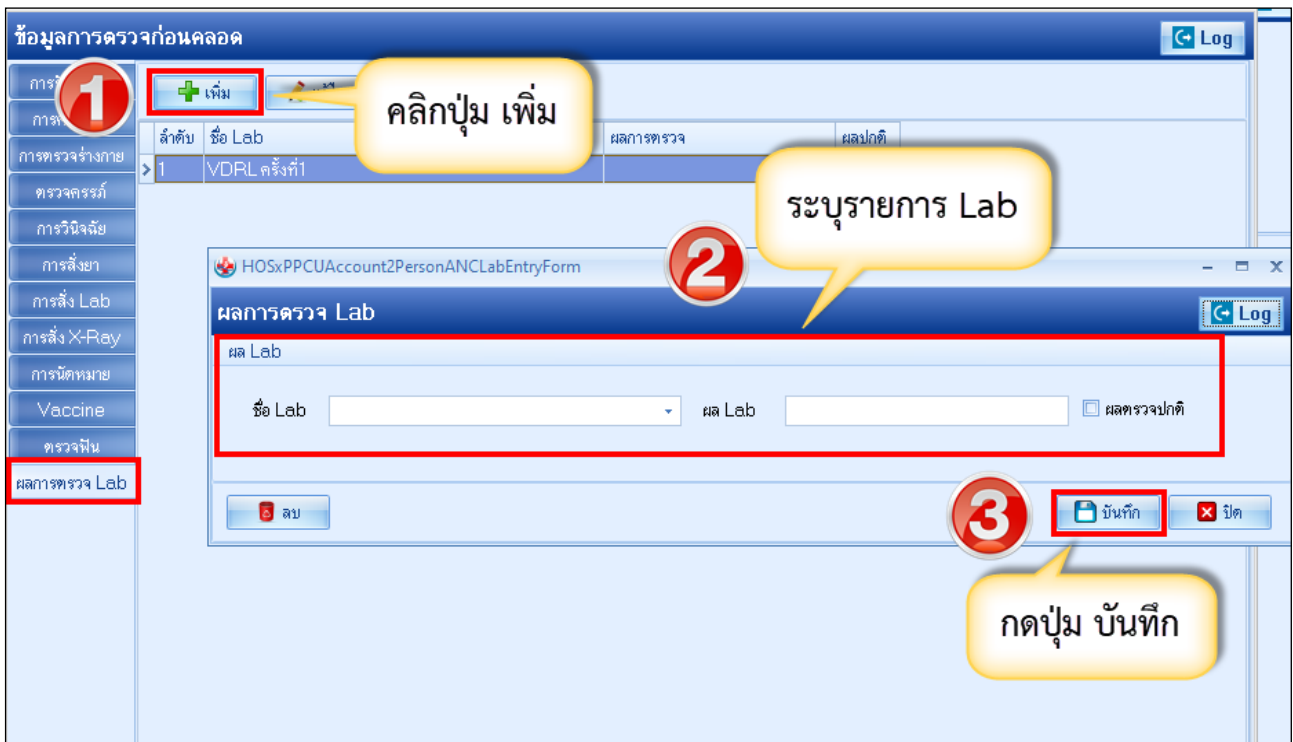 ข้อมูลการตรวจก่อนคลอด
Log
1
เพิ่ม
คลิกปุ่ม เพิ่ม
ลำดับ ชื่อ Lab ผลการตรวจ ผลปกติ
1 VDRL ครั้งที่1
การตรวจร่างกาย
ตรวจครรภ์
การวินิจฉัย
การสั่งยา
การสั่ง Lab
การสั่ง X-Ray
การนัดหมาย
Vaccine
ตรวจฟัน
ผลการตรวจ Lab
ระบุรายการ Lab
2
HOSxPPCUAccount2PersonANCLabEntryForm
ผลการตรวจ Lab
Log
ผล Lab
ชื่อ Lab ผล Lab ผลตรวจปกติ
ลบ
3
บันทึก
ปิด
กดปุ่ม บันทึก